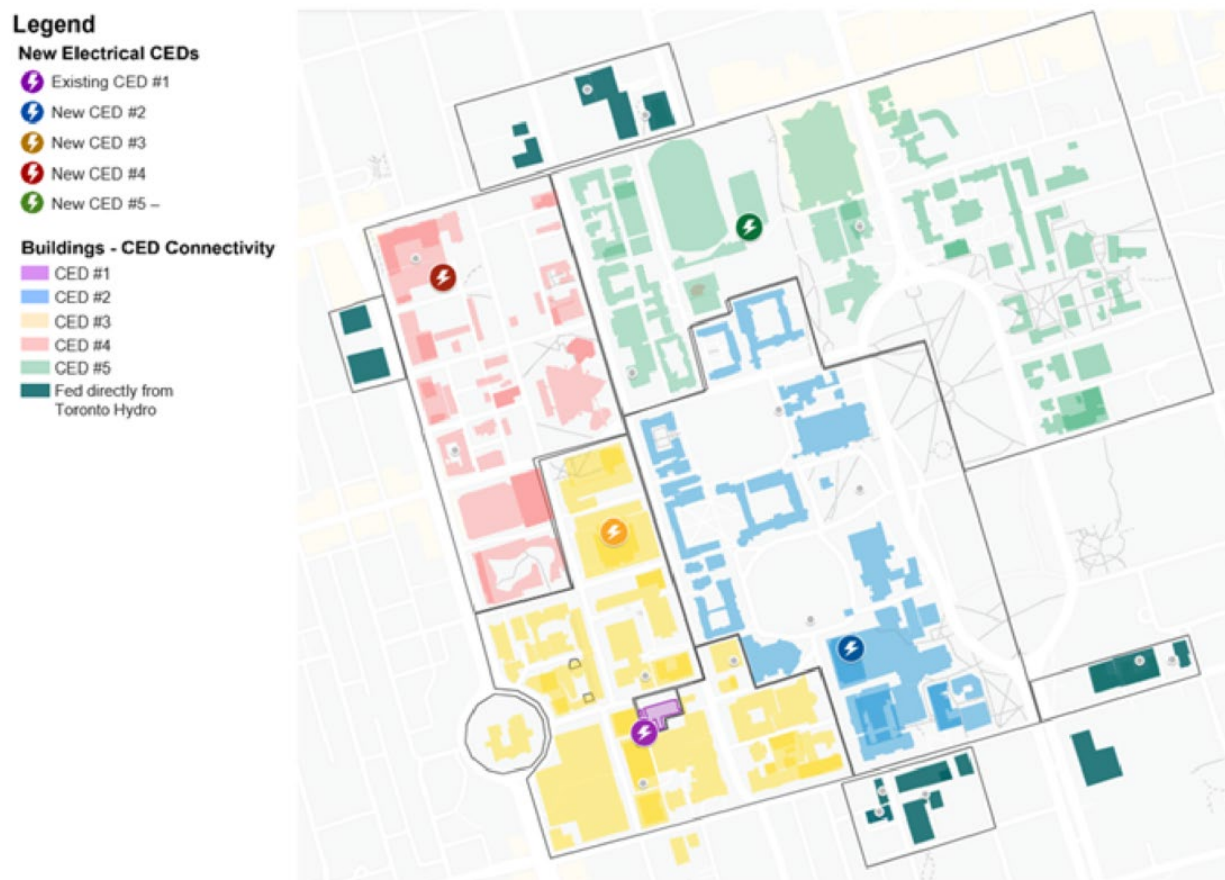 Legend
New Electrical CEDs
Existing CED #1
New CED #2
New CED #3
New CED #4
New CED #5 –
Buildings - CED Connectivity
CED #1
CED #2
CED #3
CED #4
CED #5
Fed directly from
Toronto Hydro